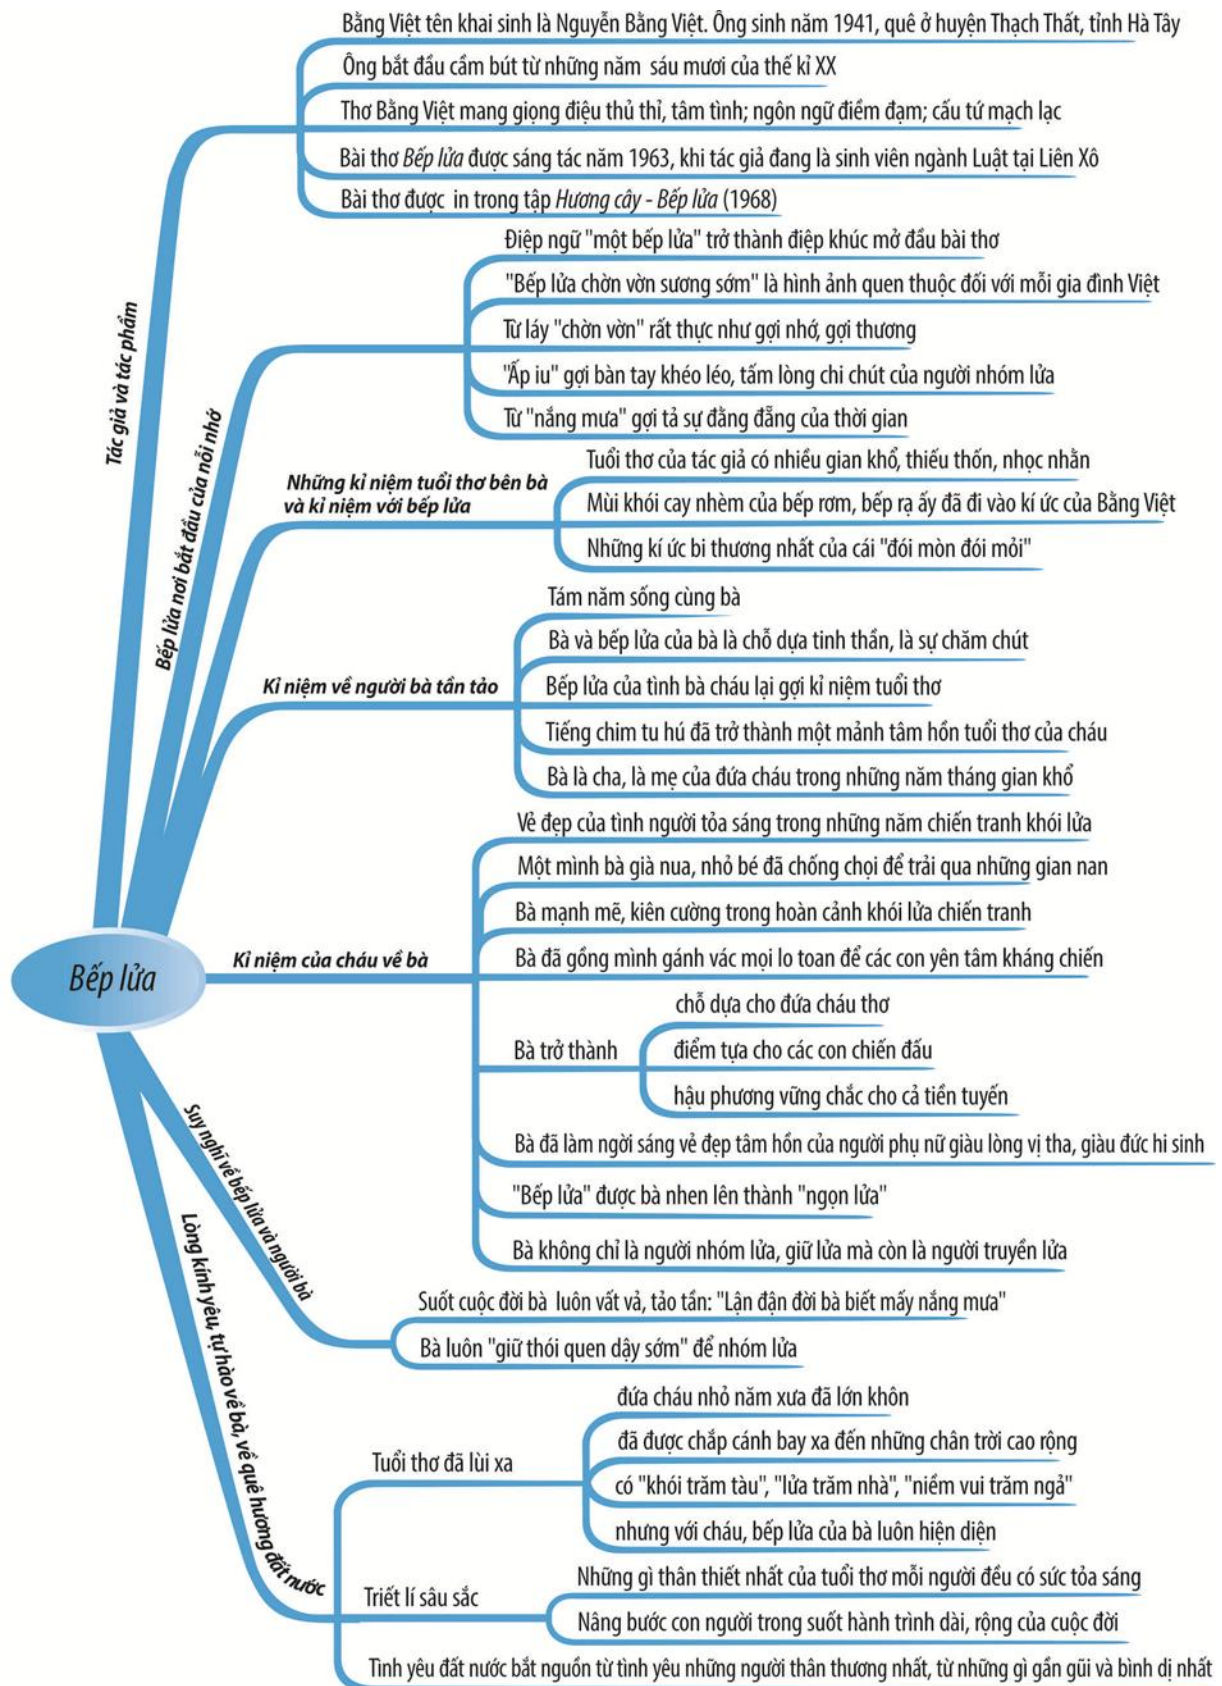 Bằng Việt tên khai sinh là Nguyễn Bằng Việt. Ông sinh năm 1941, quê ở huyện Thạch Thất, tỉnh Hà Tây
Ông bắt đầu cầm bút từ những năm sáu mươi của thế kỉ XX
Thơ Bằng Việt mang giọng điệu thủ thỉ, tâm tình; ngôn ngữ điềm đạm; cấu tứ mạch lạc
Bài thơ Bếp lửa được sáng tác năm 1963, khi tác giả đang là sinh viên ngành Luật tại Liên Xô
Bài thơ được in trong tập Hương cây - Bếp lửa (1968)
Tác giả và tác phẩm
Điệp ngữ "một bếp lửa" trở thành điệp khúc mở đầu bài thơ
"Bếp lửa chờn vờn sương sớm" là hình ảnh quen thuộc đối với mỗi gia đình Việt
Từ láy "chờn vờn" rất thực như gợi nhớ, gợi thương
"Ấp iu" gợi bàn tay khéo léo, tấm lòng chi chút của người nhóm lửa
Từ "nắng mưa" gợi tả sự đằng đẵng của thời gian
Bếp lửa nơi bắt đầu của nỗi nhớ
Những kỉ niệm tuổi thơ bên bà
và kỉ niệm với bếp lửa
Tuổi thơ của tác giả có nhiều gian khổ, thiếu thốn, nhọc nhằn
Mùi khói cay nhèm của bếp rơm, bếp rạ ấy đã đi vào kí ức của Bằng Việt
Những kí ức bi thương nhất của cái "đói mòn đói mỏi"
Kỉ niệm về người bà tần tảo
Tám năm sống cùng bà
Bà và bếp lửa của bà là chỗ dựa tinh thần, là sự chăm chút
Bếp lửa của tình bà cháu lại gợi kỉ niệm tuổi thơ
Tiếng chim tu hú đã trở thành một mảnh tâm hồn tuổi thơ của cháu
Bà là cha, là mẹ của đứa cháu trong những năm tháng gian khổ
Bếp lửa
Kỉ niệm của cháu về bà
Vẻ đẹp của tình người tỏa sáng trong những năm chiến tranh khói lửa
Một mình bà già nua, nhỏ bé đã chống chọi để trải qua những gian nan
Bà mạnh mẽ, kiên cường trong hoàn cảnh khói lửa chiến tranh
Bà đã gồng mình gánh vác mọi lo toan để các con yên tâm kháng chiến
Bà trở thành
chỗ dựa cho đứa cháu thơ
điểm tựa cho các con chiến đấu
hậu phương vững chắc cho cả tiền tuyến
Bà đã làm ngời sáng vẻ đẹp tâm hồn của người phụ nữ giàu lòng vị tha, giàu đức hi sinh
"Bếp lửa" được bà nhen lên thành "ngọn lửa"
Bà không chỉ là người nhóm lửa, giữ lửa mà còn là người truyền lửa
Suy nghĩ về bếp lửa và người bà
Suốt cuộc đời bà luôn vất vả, tảo tần: "Lận đận đời bà biết mấy nắng mưa"
Bà luôn "giữ thói quen dậy sớm" để nhóm lửa
Lòng kính yêu, tự hào về bà, về quê hương đất nước
Tuổi thơ đã lùi xa
đứa cháu nhỏ năm xưa đã lớn khôn
đã được chắp cánh bay xa đến những chân trời cao rộng
có "khói trăm tàu", "lửa trăm nhà", "niềm vui trăm ngả"
nhưng với cháu, bếp lửa của bà luôn hiện diện
Triết lí sâu sắc
Những gì thân thiết nhất của tuổi thơ mỗi người đều có sức tỏa sáng
Nâng bước con người trong suốt hành trình dài, rộng của cuộc đời
Tình yêu đất nước bắt nguồn từ tình yêu những người thân thương nhất, từ những gì gần gũi và bình dị nhất